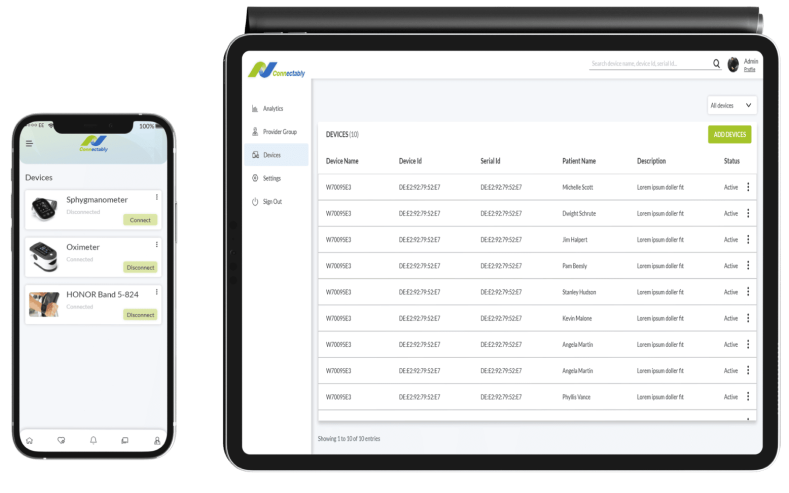 100%
Connectably
Devices
Sphygmanometer
Disconnected
Connect
Oximeter
Connected
Disconnect
HONOR Band 5-824
Connected
Disconnect
Connectably
Search device name, device Id, serial Id..
Admin
Profile
Analytics
Provider Group
Devices
Settings
Sign Out
All devices
DEVICES (10)
ADD DEVICES
Device Name Device Id Serial Id Patient Name Description Status
W70095E3 DE:E2:92:79:52:E7 DE:E2:92:79:52:E7 Michelle Scott Lorem ipsum doller fit Active
W70095E3 DE:E2:92:79:52:E7 DE:E2:92:79:52:E7 Dwight Schrute Lorem ipsum doller fit Active
W70095E3 DE:E2:92:79:52:E7 DE:E2:92:79:52:E7 Jim Halpert Lorem ipsum doller fit Active
W70095E3 DE:E2:92:79:52:E7 DE:E2:92:79:52:E7 Pam Beesly Lorem ipsum doller fit Active
W70095E3 DE:E2:92:79:52:E7 DE:E2:92:79:52:E7 Stanley Hudson Lorem ipsum doller fit Active
W70095E3 DE:E2:92:79:52:E7 DE:E2:92:79:52:E7 Kevin Malone Lorem ipsum doller fit Active
W70095E3 DE:E2:92:79:52:E7 DE:E2:92:79:52:E7 Angela Martin Lorem ipsum doller fit Active
W70095E3 DE:E2:92:79:52:E7 DE:E2:92:79:52:E7 Angela Martin Lorem ipsum doller fit Active
W70095E3 DE:E2:92:79:52:E7 DE:E2:92:79:52:E7 Phyllis Vance Lorem ipsum doller fit Active
Showing 1 to 10 of 10 entries